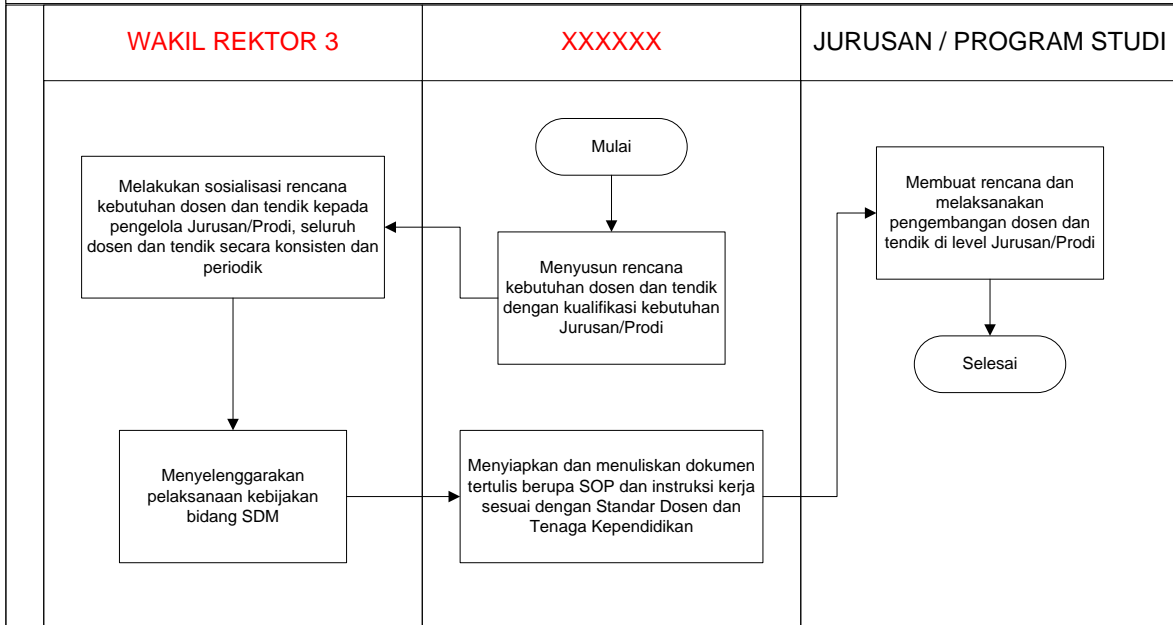 WAKIL REKTOR 3
XXXXXX
JURUSAN / PROGRAM STUDI
Mulai
Menyusun rencana
kebutuhan dosen dan tendik
dengan kualifikasi kebutuhan
Jurusan/Prodi
Melakukan sosialisasi rencana
kebutuhan dosen dan tendik kepada
pengelola Jurusan/Prodi, seluruh
dosen dan tendik secara konsisten dan
periodik
Menyelenggarakan
pelaksanaan kebijakan
bidang SDM
Menyiapkan dan menuliskan dokumen
tertulis berupa SOP dan instruksi kerja
sesuai dengan Standar Dosen dan
Tenaga Kependidikan
Membuat rencana dan
melaksanakan
pengembangan dosen dan
tendik di level Jurusan/Prodi
Selesai